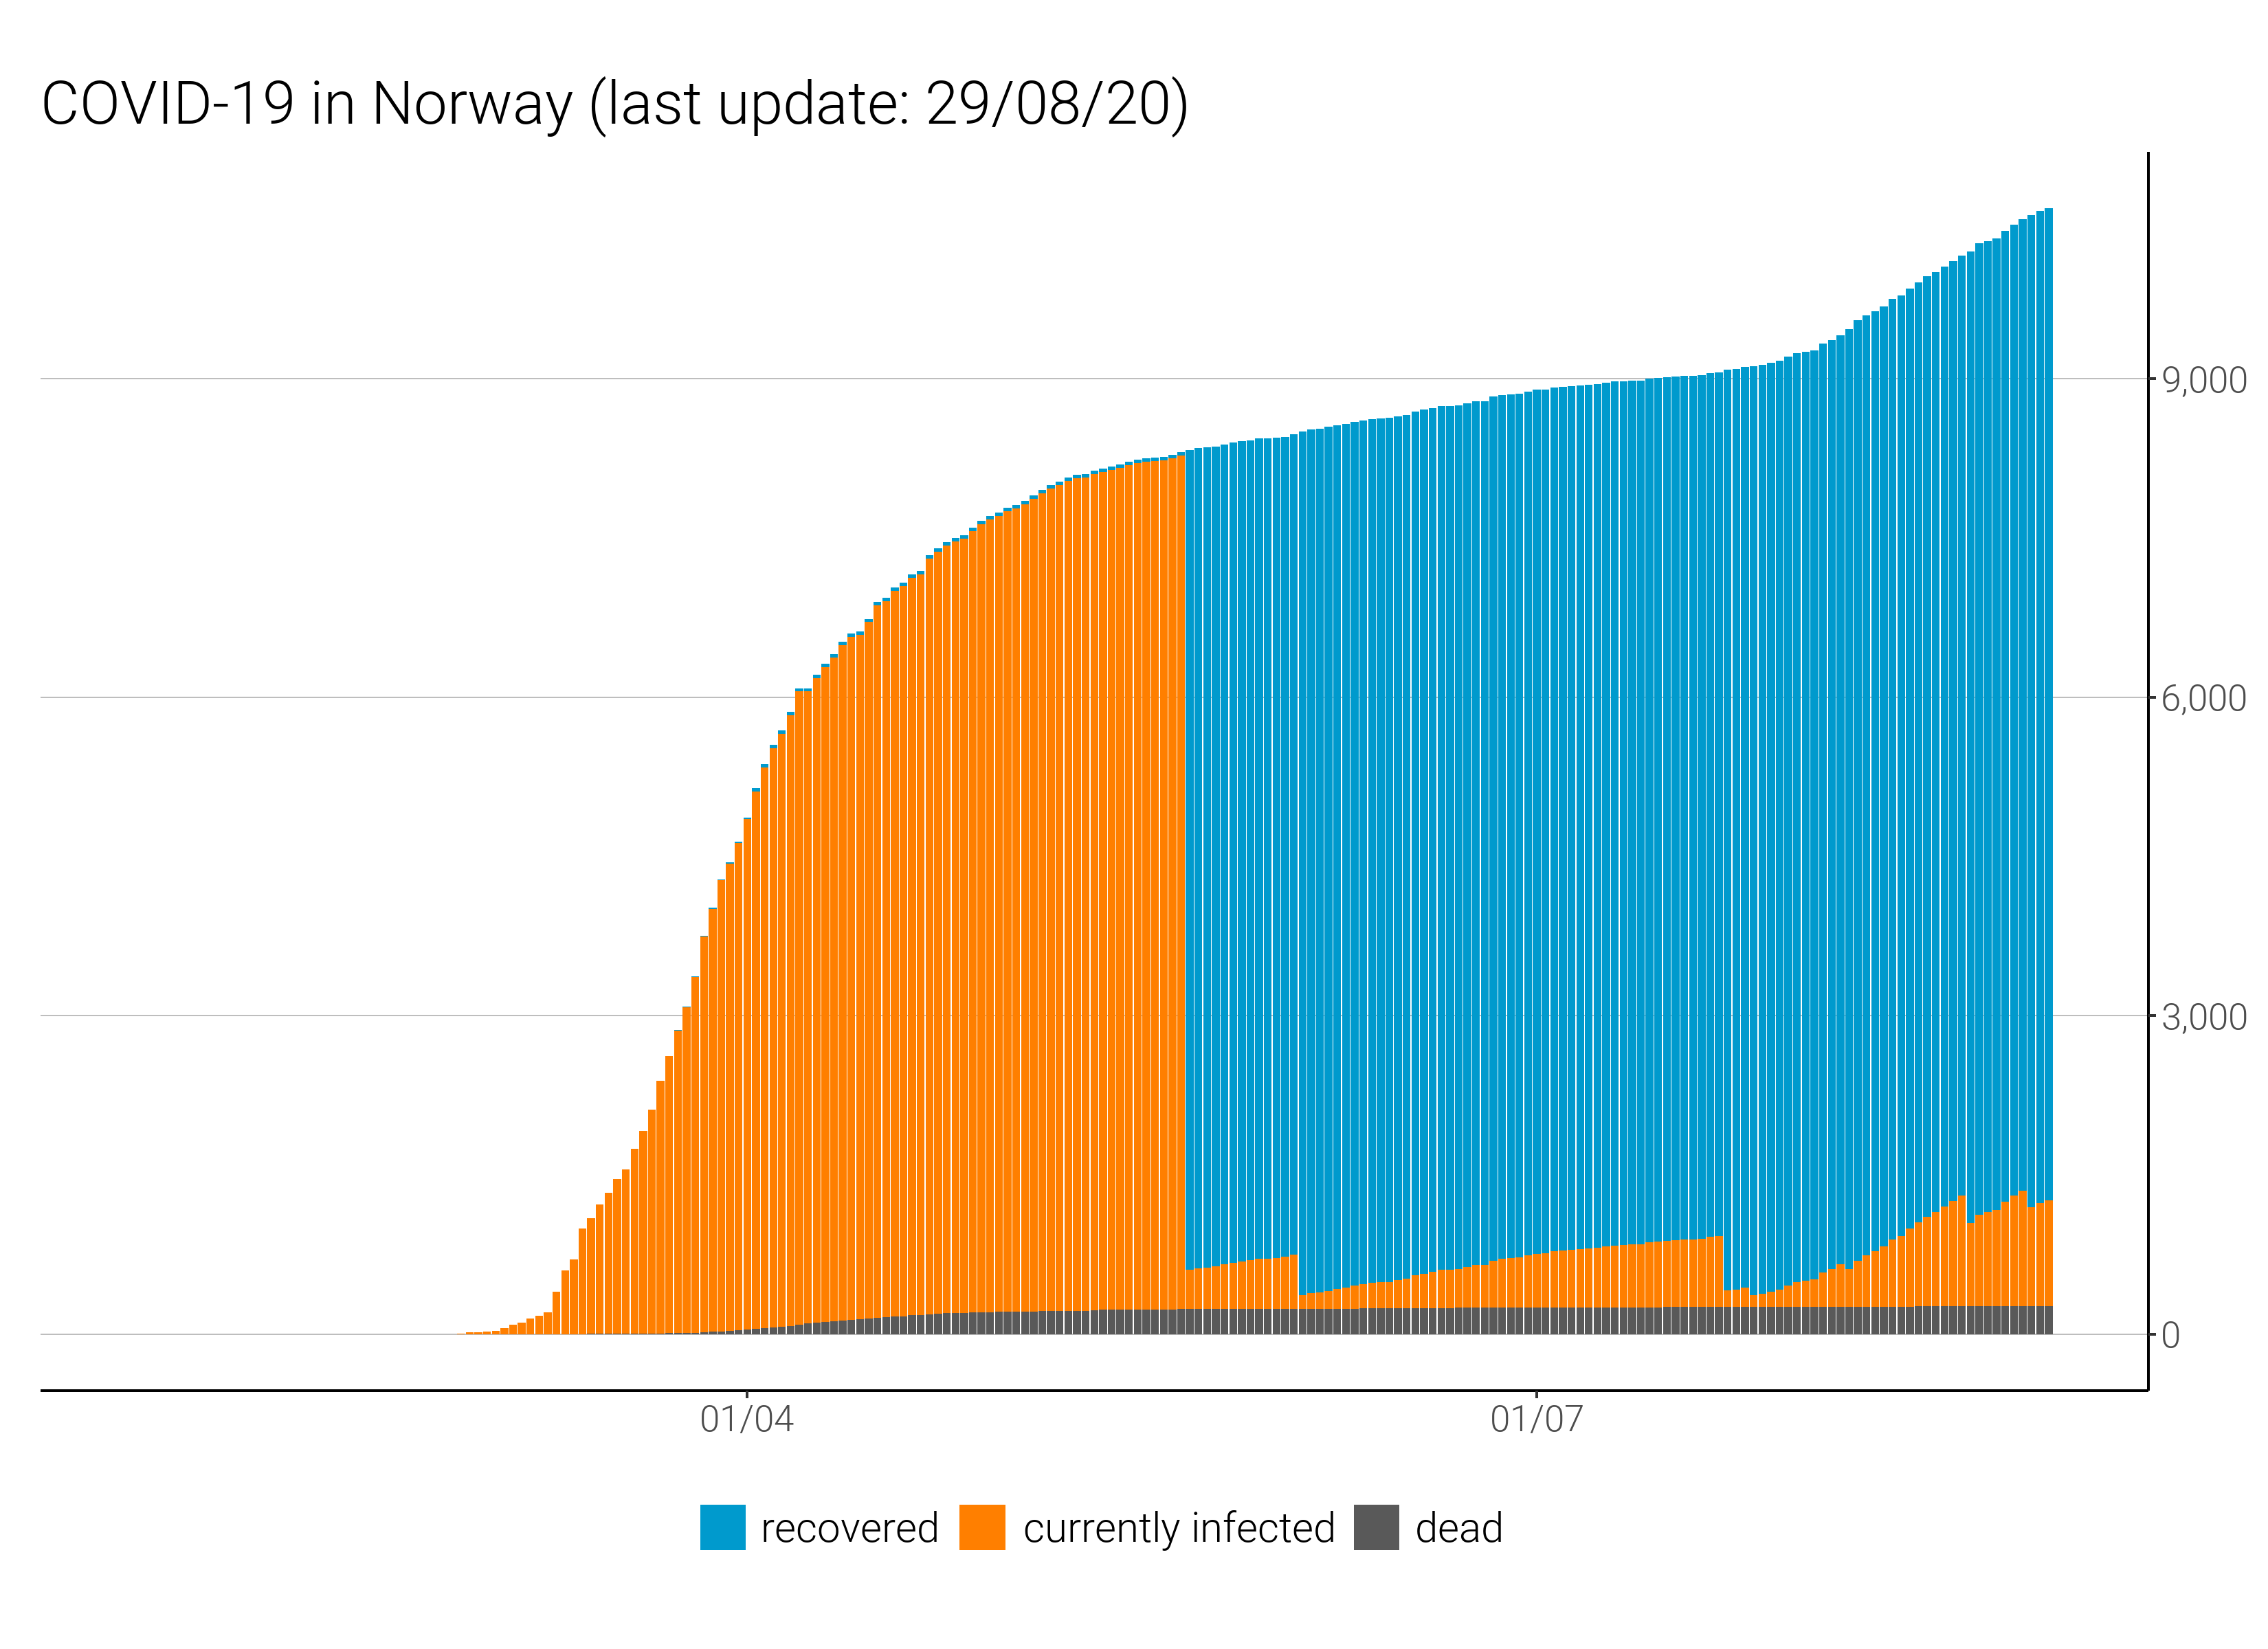 COVID-19 in Norway (last update: 29/08/20)
9,000
6,000
3,000
0
01/04 01/07
recovered currently infected dead